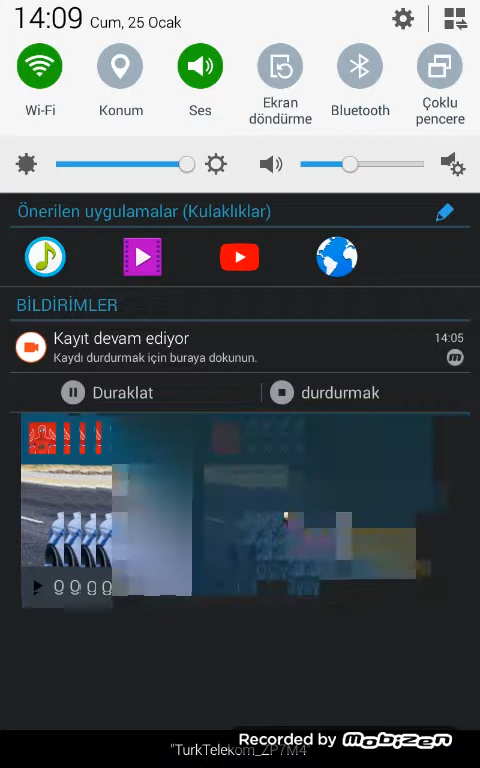 14:09 Cum, 25 Ocak
Wi-Fi
Konum
Ses
Ekran döndürme
Bluetooth
Çoklu pencere
Önerilen uygulamalar (Kulaklıklar)
BİLDİRİMLER
Kayıt devam ediyor 14:05
Kaydı durdurmak için buraya dokunun.
Duraklat
durdurmak
Recorded by Mobizen
"TurkTelekom_ZP7M4"